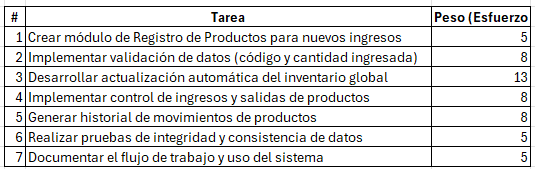 # Tarea Peso (Esfuerzo
1 Crear módulo de Registro de Productos para nuevos ingresos 5
2 Implementar validación de datos (código y cantidad ingresada) 8
3 Desarrollar actualización automática del inventario global 13
4 Implementar control de ingresos y salidas de productos 8
5 Generar historial de movimientos de productos 8
6 Realizar pruebas de integridad y consistencia de datos 5
7 Documentar el flujo de trabajo y uso del sistema 5